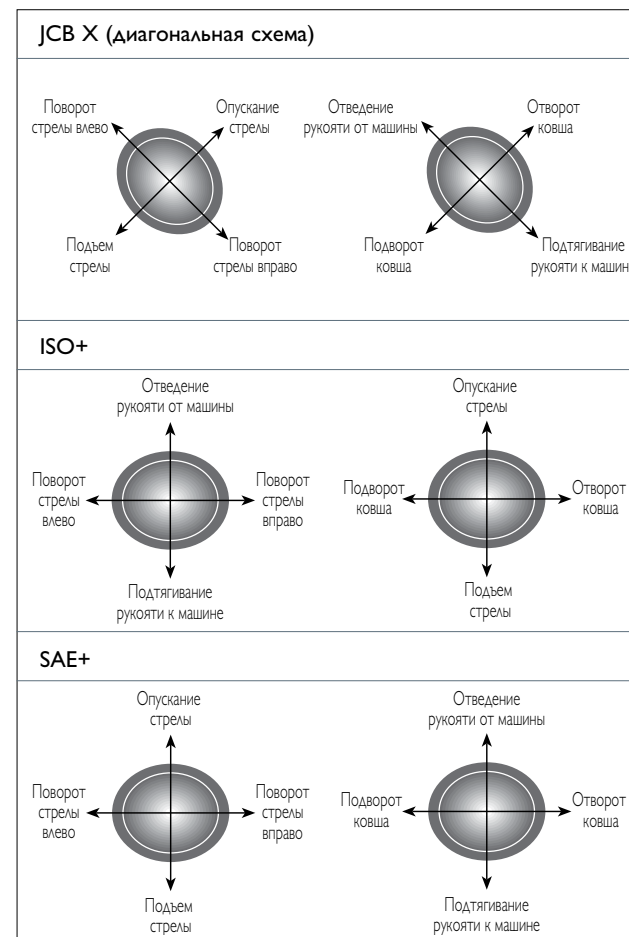 JCB X (диагональная схема)
Поворот
стрелы влево
Опускание
стрелы
Подъем
стрелы
Поворот
стрелы вправо
Отведение
рукояти от машины
Отворот
ковша
Подворот
ковша
Подтягивание
рукояти к машин
ISO+
Отведение
рукояти от машины
Поворот
стрелы
влево
Поворот
стрелы
вправо
Подтягивание
рукояти к машине
Опускание
стрелы
Подворот
ковша
Отворот
ковша
Подъем
стрелы
SAE+
Опускание
стрелы
Поворот
стрелы
влево
Поворот
стрелы
вправо
Подъем
стрелы
Отведение
рукояти от машины
Подворот
ковша
Отворот
ковша
Подтягивание
рукояти к машине